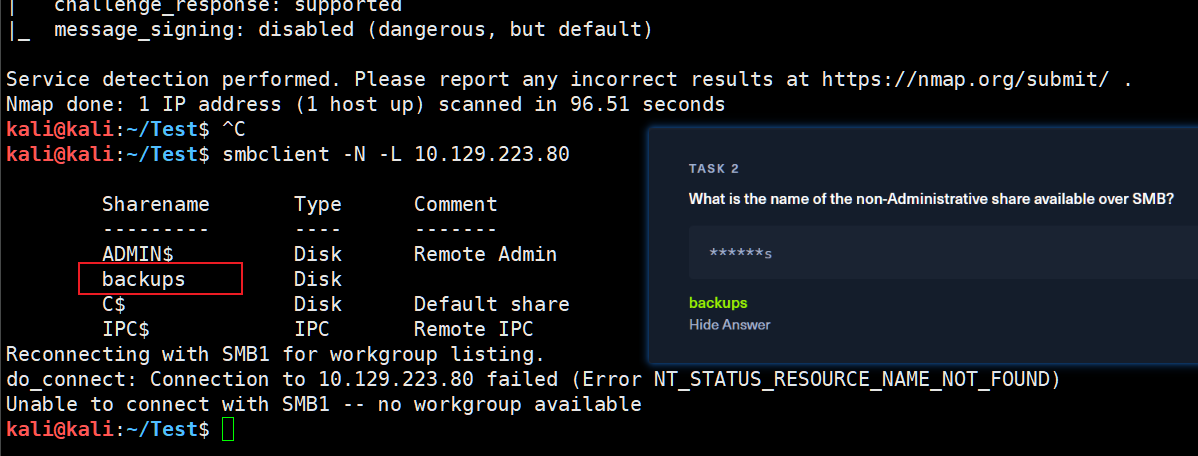 |   challenge_response: supported
|_  message_signing: disabled (dangerous, but default)
Service detection performed. Please report any incorrect results at https://nmap.org/submit/ .
Nmap done: 1 IP address (1 host up) scanned in 96.51 seconds
kali@kali:~/Test$ ^C
kali@kali:~/Test$ smbclient -N -L 10.129.223.80
        Sharename       Type      Comment
        ---------       ----      -------
        ADMIN$          Disk      Remote Admin
        backups         Disk
        C$              Disk      Default share
        IPC$            IPC       Remote IPC
Reconnecting with SMB1 for workgroup listing.
do_connect: Connection to 10.129.223.80 failed (Error NT_STATUS_RESOURCE_NAME_NOT_FOUND)
Unable to connect with SMB1 -- no workgroup available
kali@kali:~/Test$
TASK 2
What is the name of the non-Administrative share available over SMB?
******s
backups
Hide Answer